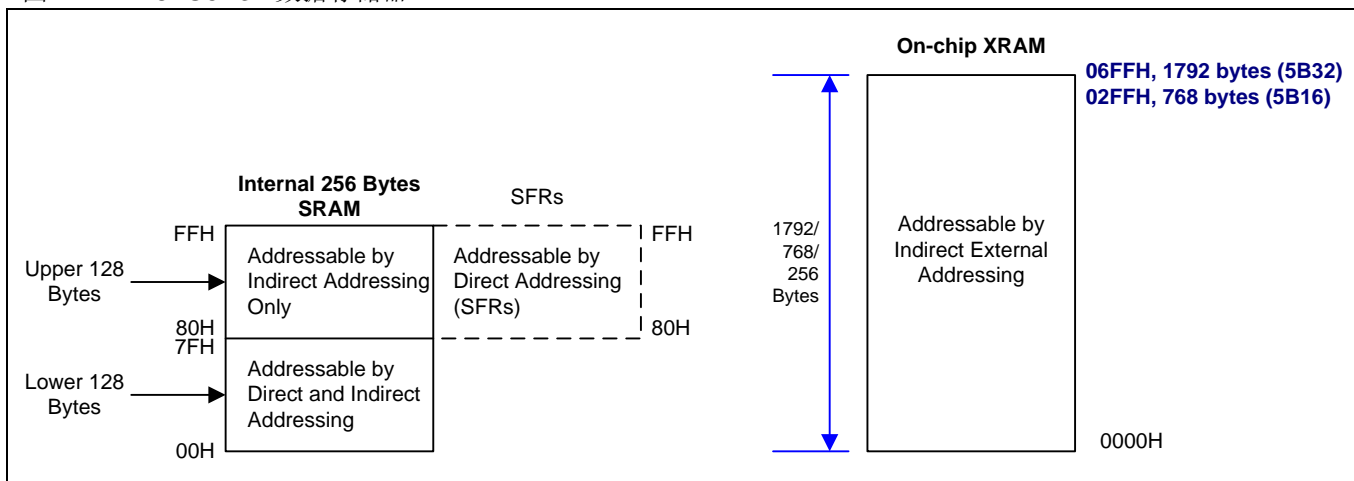 On-chip XRAM
06FFH, 1792 bytes (5B32)
02FFH, 768 bytes (5B16)
Internal 256 Bytes
SRAM
SFRs
FFH
FFH
Upper 128
Bytes
Addressable by
Indirect Addressing
Only
Addressable by
Direct Addressing
(SFRs)
80H
80H
7FH
Lower 128
Bytes
Addressable by
Direct and Indirect
Addressing
00H
1792/
768/
256
Bytes
Addressable by
Indirect External
Addressing
0000H